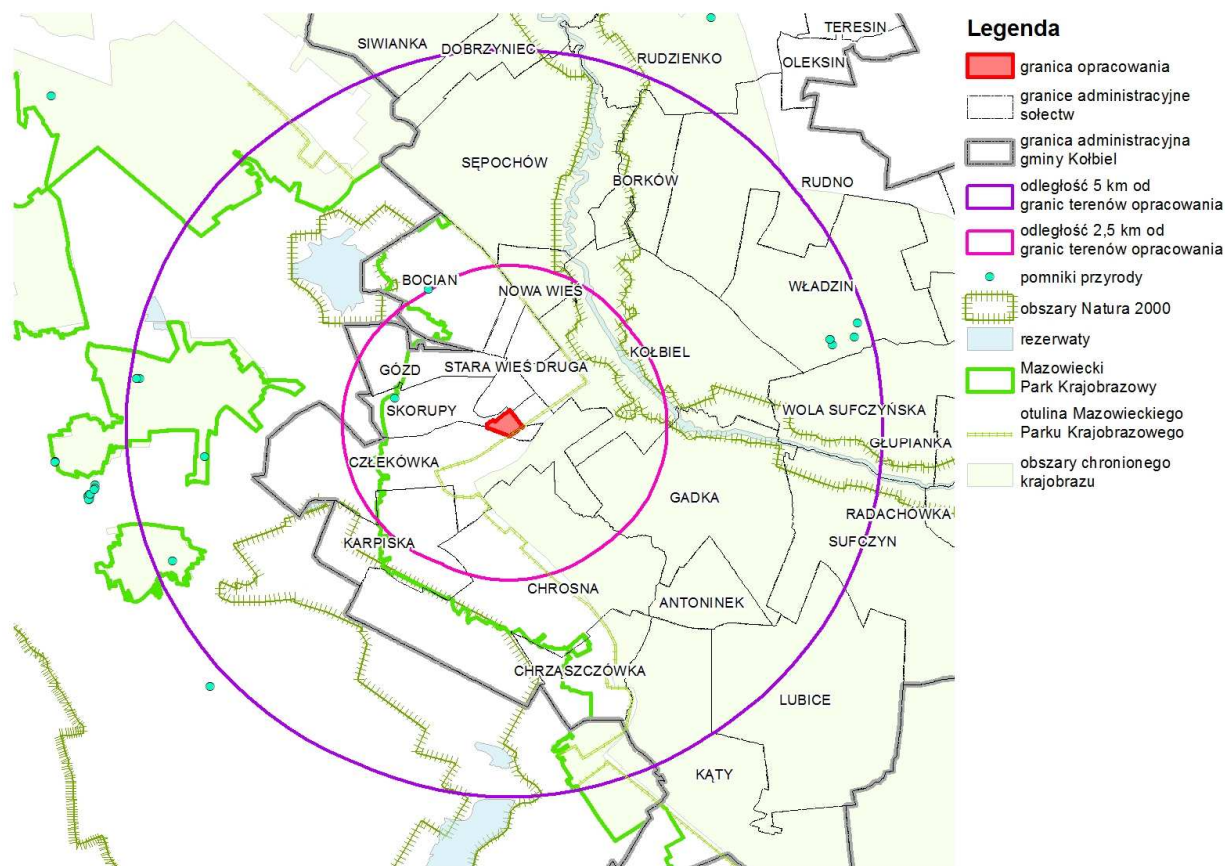 SIWIANKA
DOBRZYNIEC
RUDZIENKO
TERESIN
OLEKSIN
SĘPOCHÓW
BORKÓW
RUDNO
BOCIAN
NOWA WIEŚ
WŁADZIN
GÓZD
STARA WIEŚ DRUGA
KOŁBIEL
SKORUPY
WOLA SUFCZYŃSKA
GŁUPIANKA
CZŁEKÓWKA
GADKA
RADACHÓWKA
SUFCZYN
KARPISKA
CHROSNA
ANTONINEK
CHRZĄSZCZÓWKA
LUBICE
KĄTY
Legenda
granica opracowania
granice administracyjne
sołectw
granica administracyjna
gminy Kołbiel
odległość 5 km od
granic terenów opracowania
odległość 2,5 km od
granic terenów opracowania
pomniki przyrody
obszary Natura 2000
rezerwaty
Mazowiecki
Park Krajobrazowy
otulina Mazowieckiego
Parku Krajobrazowego
obszary chronionego
krajobrazu